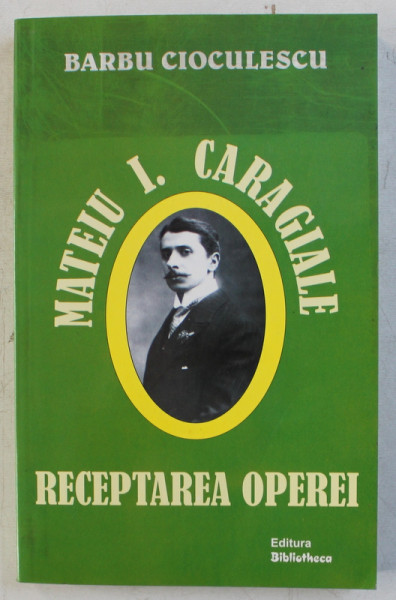 BARBU CIOCULESCU
MATEIU I. CARAGIALE
RECEPTAREA OPEREI
Editura
Bibliotheca